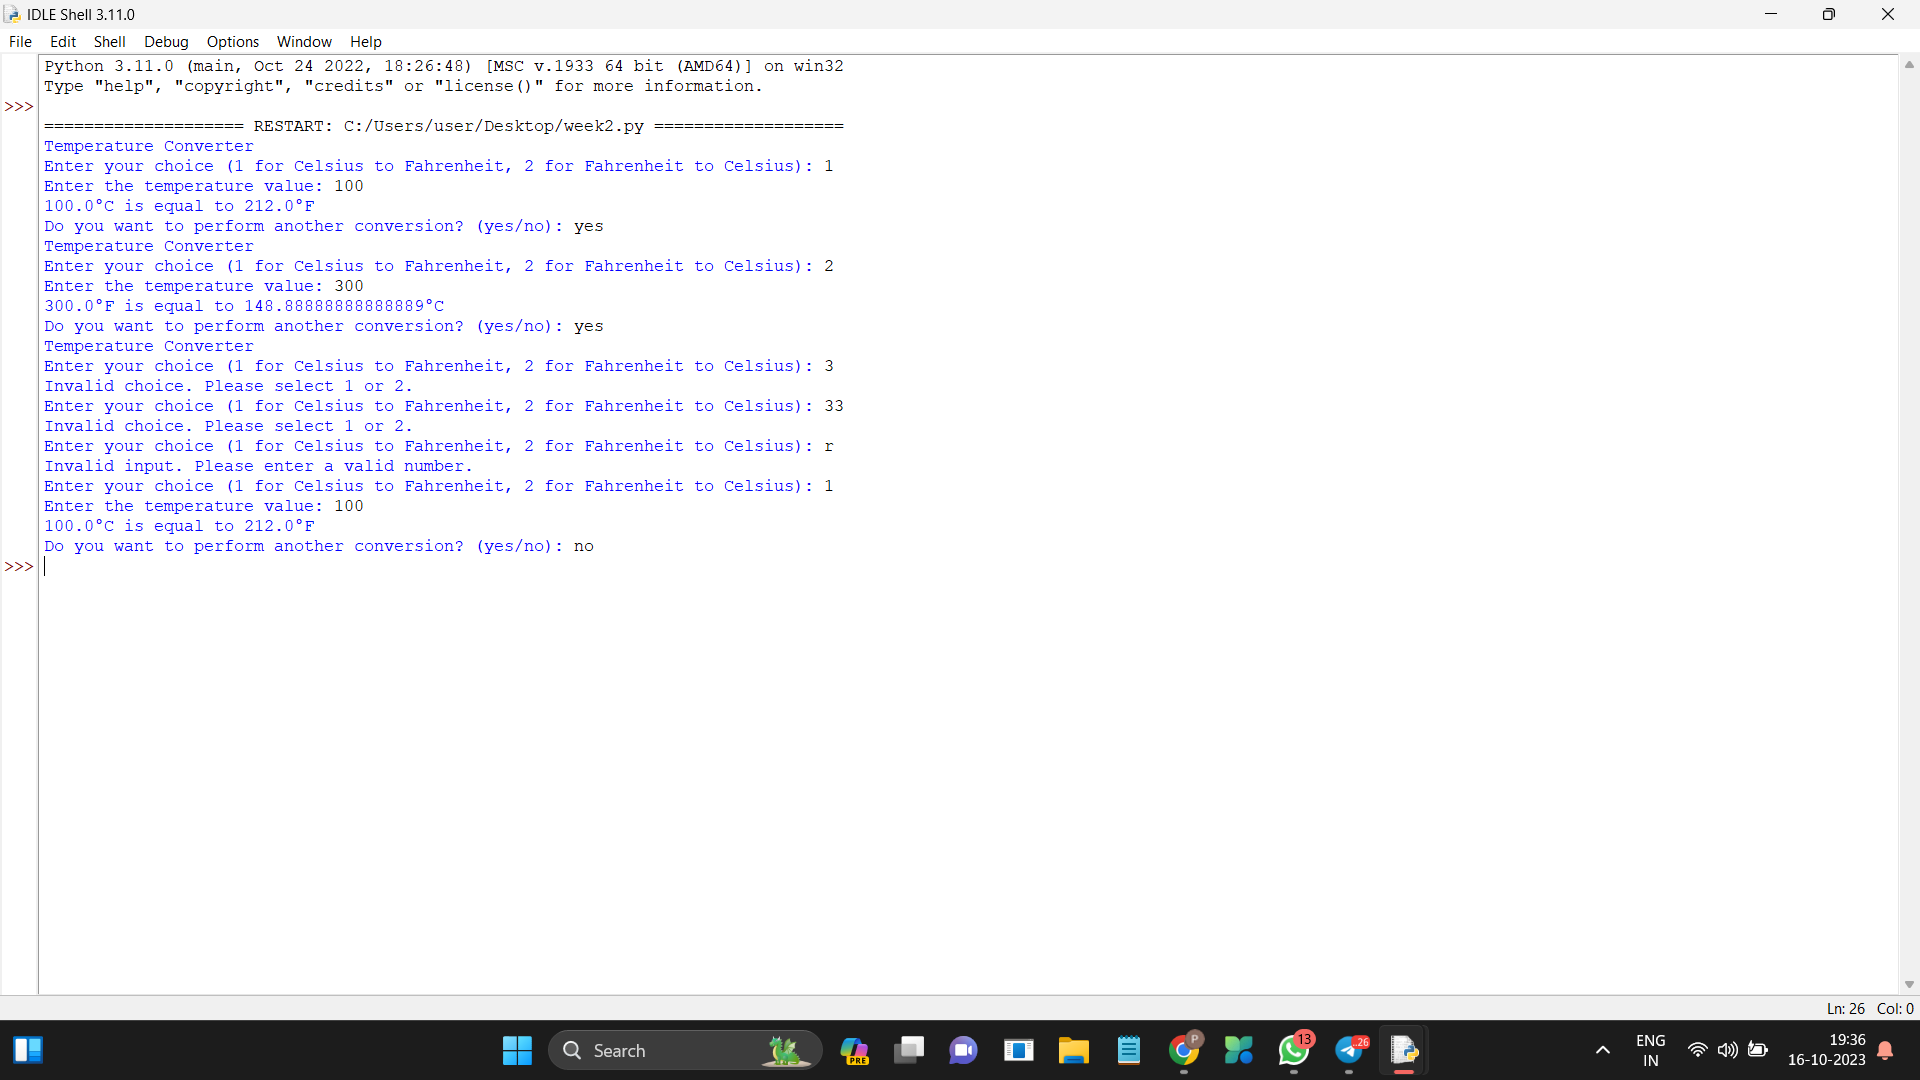 IDLE Shell 3.11.0
File Edit Shell Debug Options Window Help
Python 3.11.0 (main, Oct 24 2022, 18:26:48) [MSC v.1933 64 bit (AMD64)] on win32
Type "help", "copyright", "credits" or "license()" for more information.
>>>
==================== RESTART: C:/Users/user/Desktop/week2.py ===================
Temperature Converter
Enter your choice (1 for Celsius to Fahrenheit, 2 for Fahrenheit to Celsius): 1
Enter the temperature value: 100
100.0°C is equal to 212.0°F
Do you want to perform another conversion? (yes/no): yes
Temperature Converter
Enter your choice (1 for Celsius to Fahrenheit, 2 for Fahrenheit to Celsius): 2
Enter the temperature value: 300
300.0°F is equal to 148.88888888888889°C
Do you want to perform another conversion? (yes/no): yes
Temperature Converter
Enter your choice (1 for Celsius to Fahrenheit, 2 for Fahrenheit to Celsius): 3
Invalid choice. Please select 1 or 2.
Enter your choice (1 for Celsius to Fahrenheit, 2 for Fahrenheit to Celsius): 33
Invalid choice. Please select 1 or 2.
Enter your choice (1 for Celsius to Fahrenheit, 2 for Fahrenheit to Celsius): r
Invalid input. Please enter a valid number.
Enter your choice (1 for Celsius to Fahrenheit, 2 for Fahrenheit to Celsius): 1
Enter the temperature value: 100
100.0°C is equal to 212.0°F
Do you want to perform another conversion? (yes/no): no
>>>
Ln: 26 Col: 0
Search
PRE
P
13
26
ENG
IN
19:36
16-10-2023